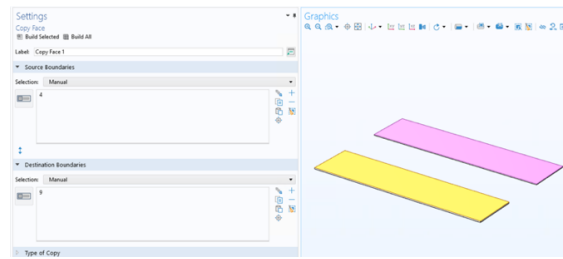 Settings
Copy Face
Build Selected Build All
Label: Copy Face 1
Source Boundaries
Selection: Manual
4
Destination Boundaries
Selection: Manual
9
Type of Copy
Graphics